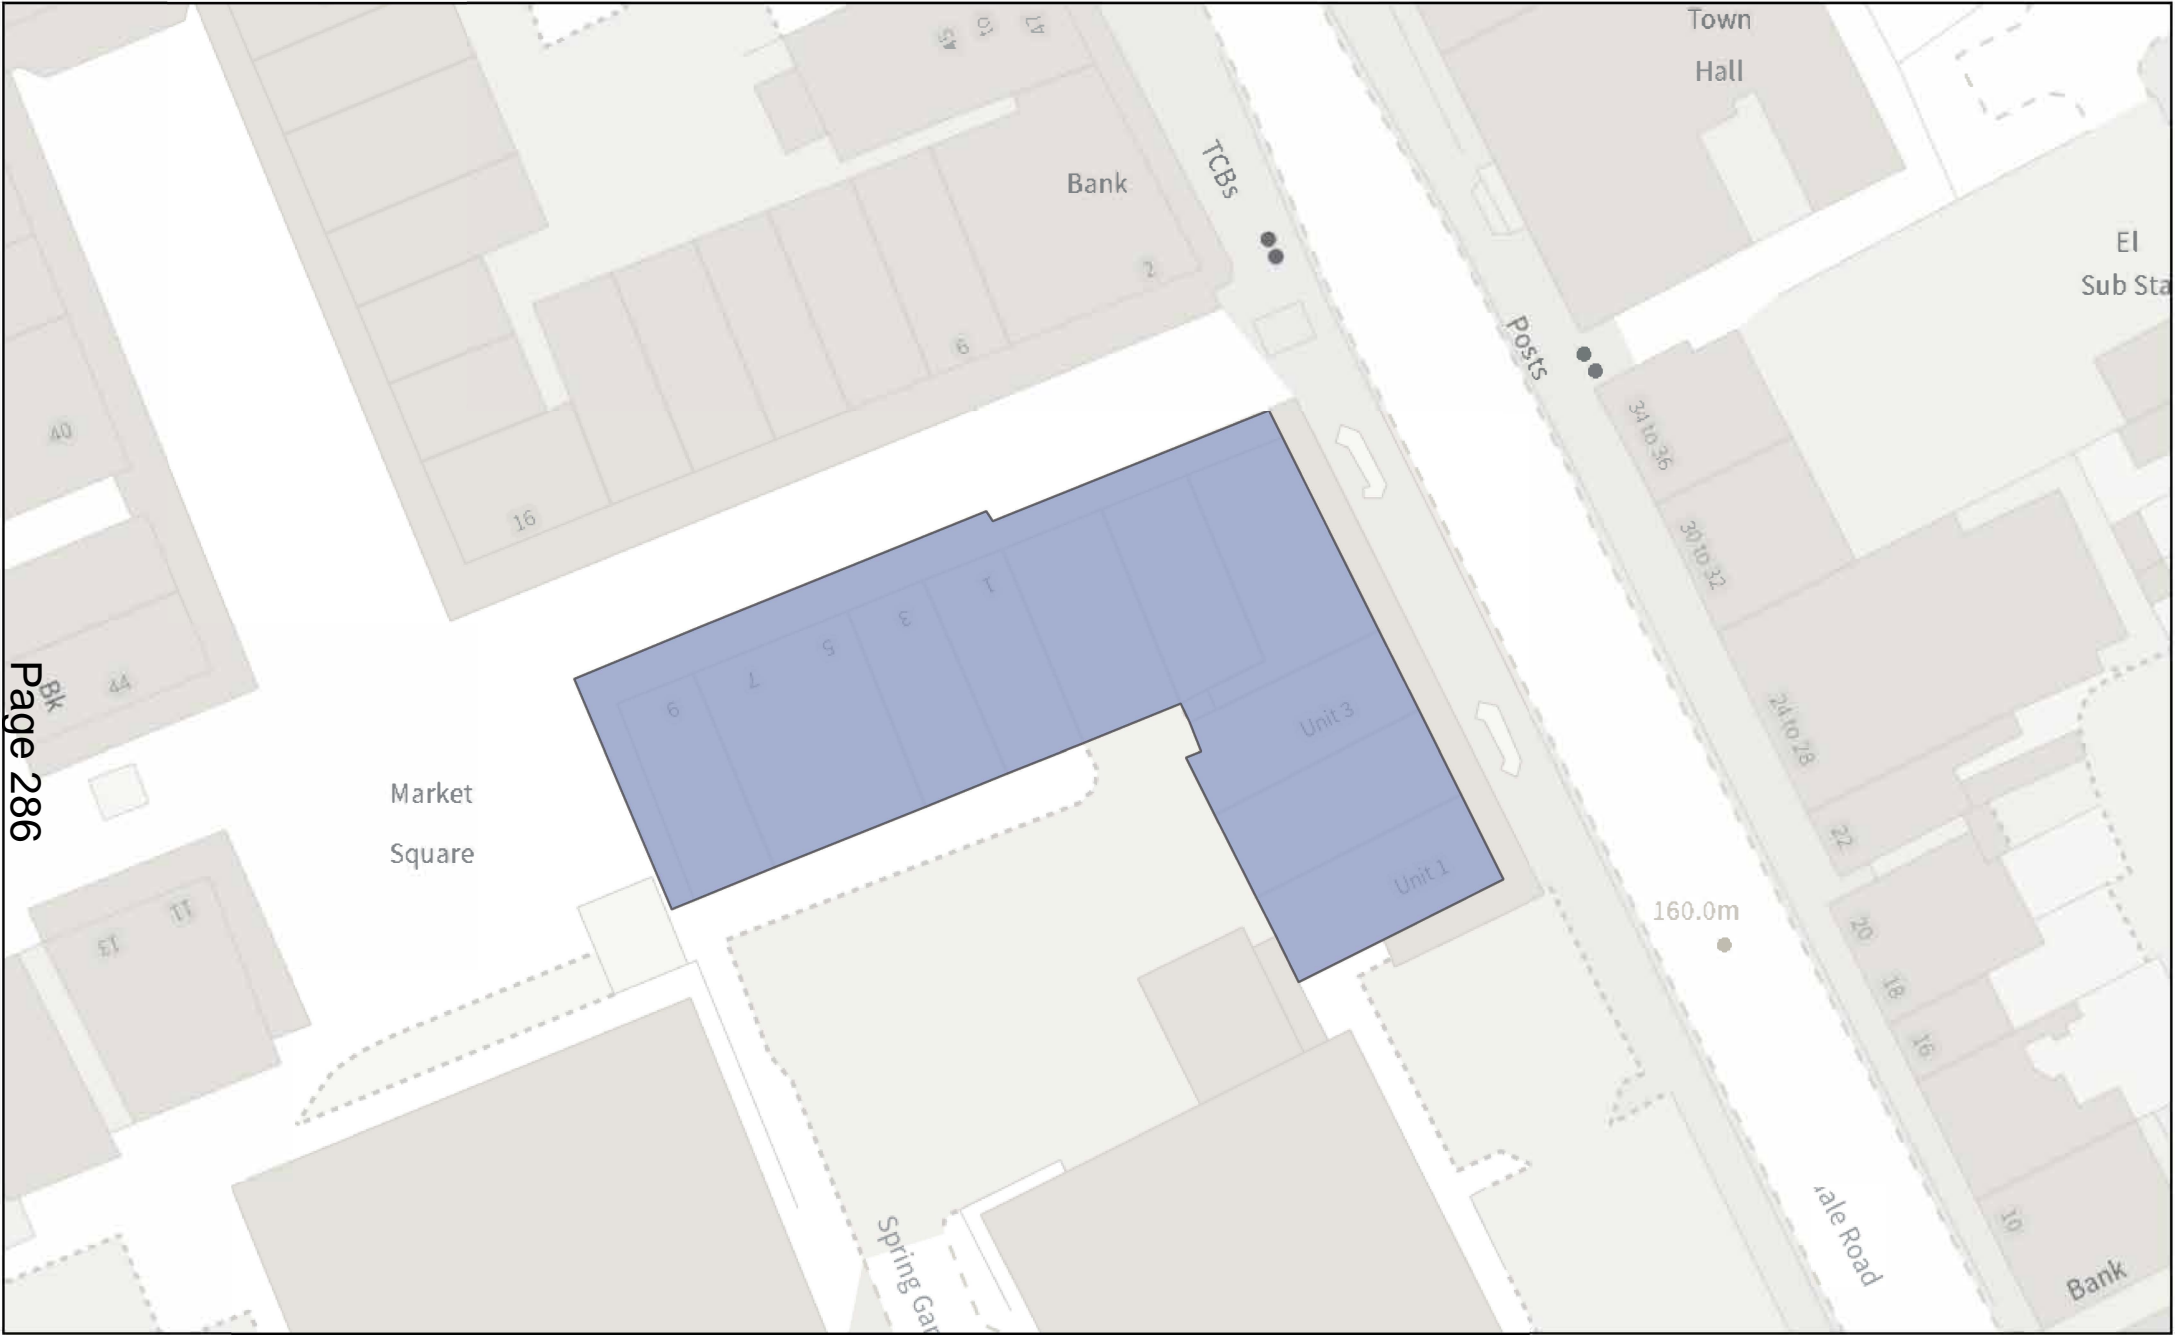 45 to 47
Town
Hall
TCBs
Bank
2
El
Sub Sta
6
Posts
40
34 to 36
16
30 to 32
1
3
5
7
9
44
Bk
Page 286
Unit 3
24 to 28
Market
Square
22
Unit 1
160.0m
11
13
20
18
16
Spring Gar
ale Road
10
Bank